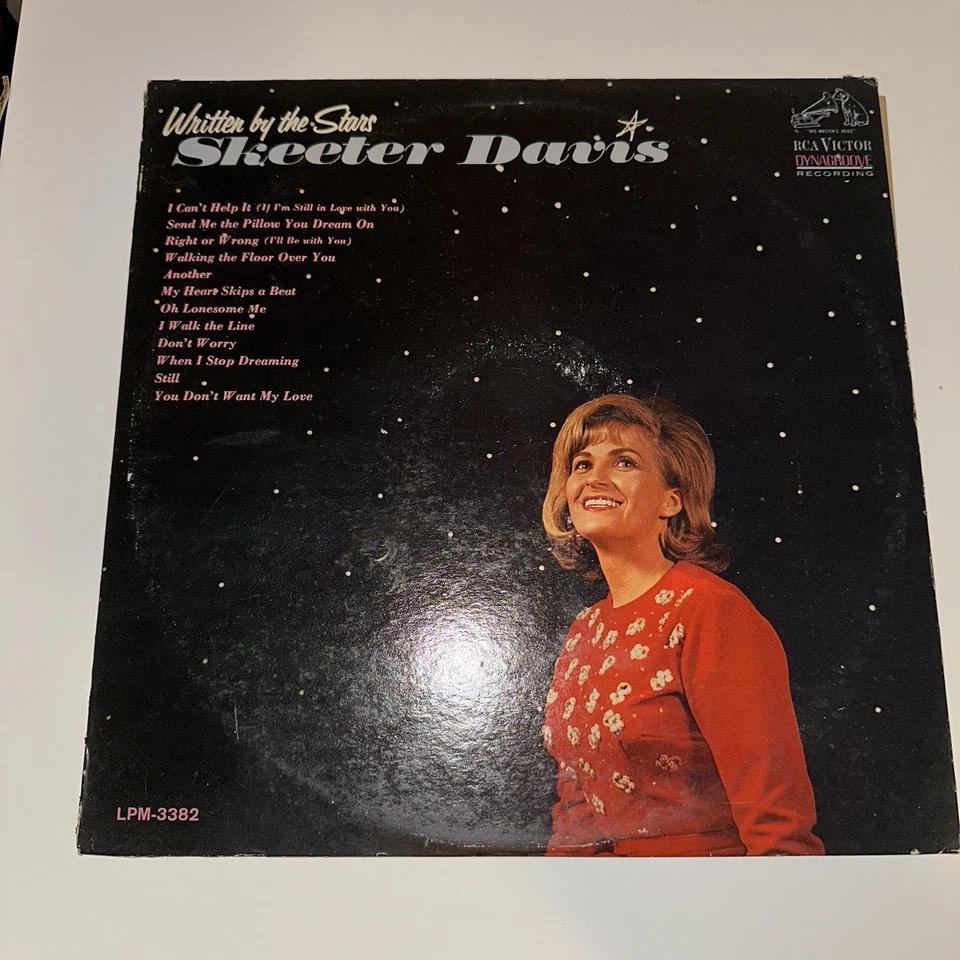 Written by the Stars
Skeeter Davis
"HIS MASTER'S VOICE"
RCA VICTOR
DYNAGROOVE
RECORDING
I Can't Help It (If I'm Still in Love with You)
Send Me the Pillow You Dream On
Right or Wrong (I'll Be with You)
Walking the Floor Over You
Another
My Heart Skips a Beat
Oh Lonesome Me
I Walk the Line
Don't Worry
When I Stop Dreaming
Still
You Don't Want My Love
LPM-3382